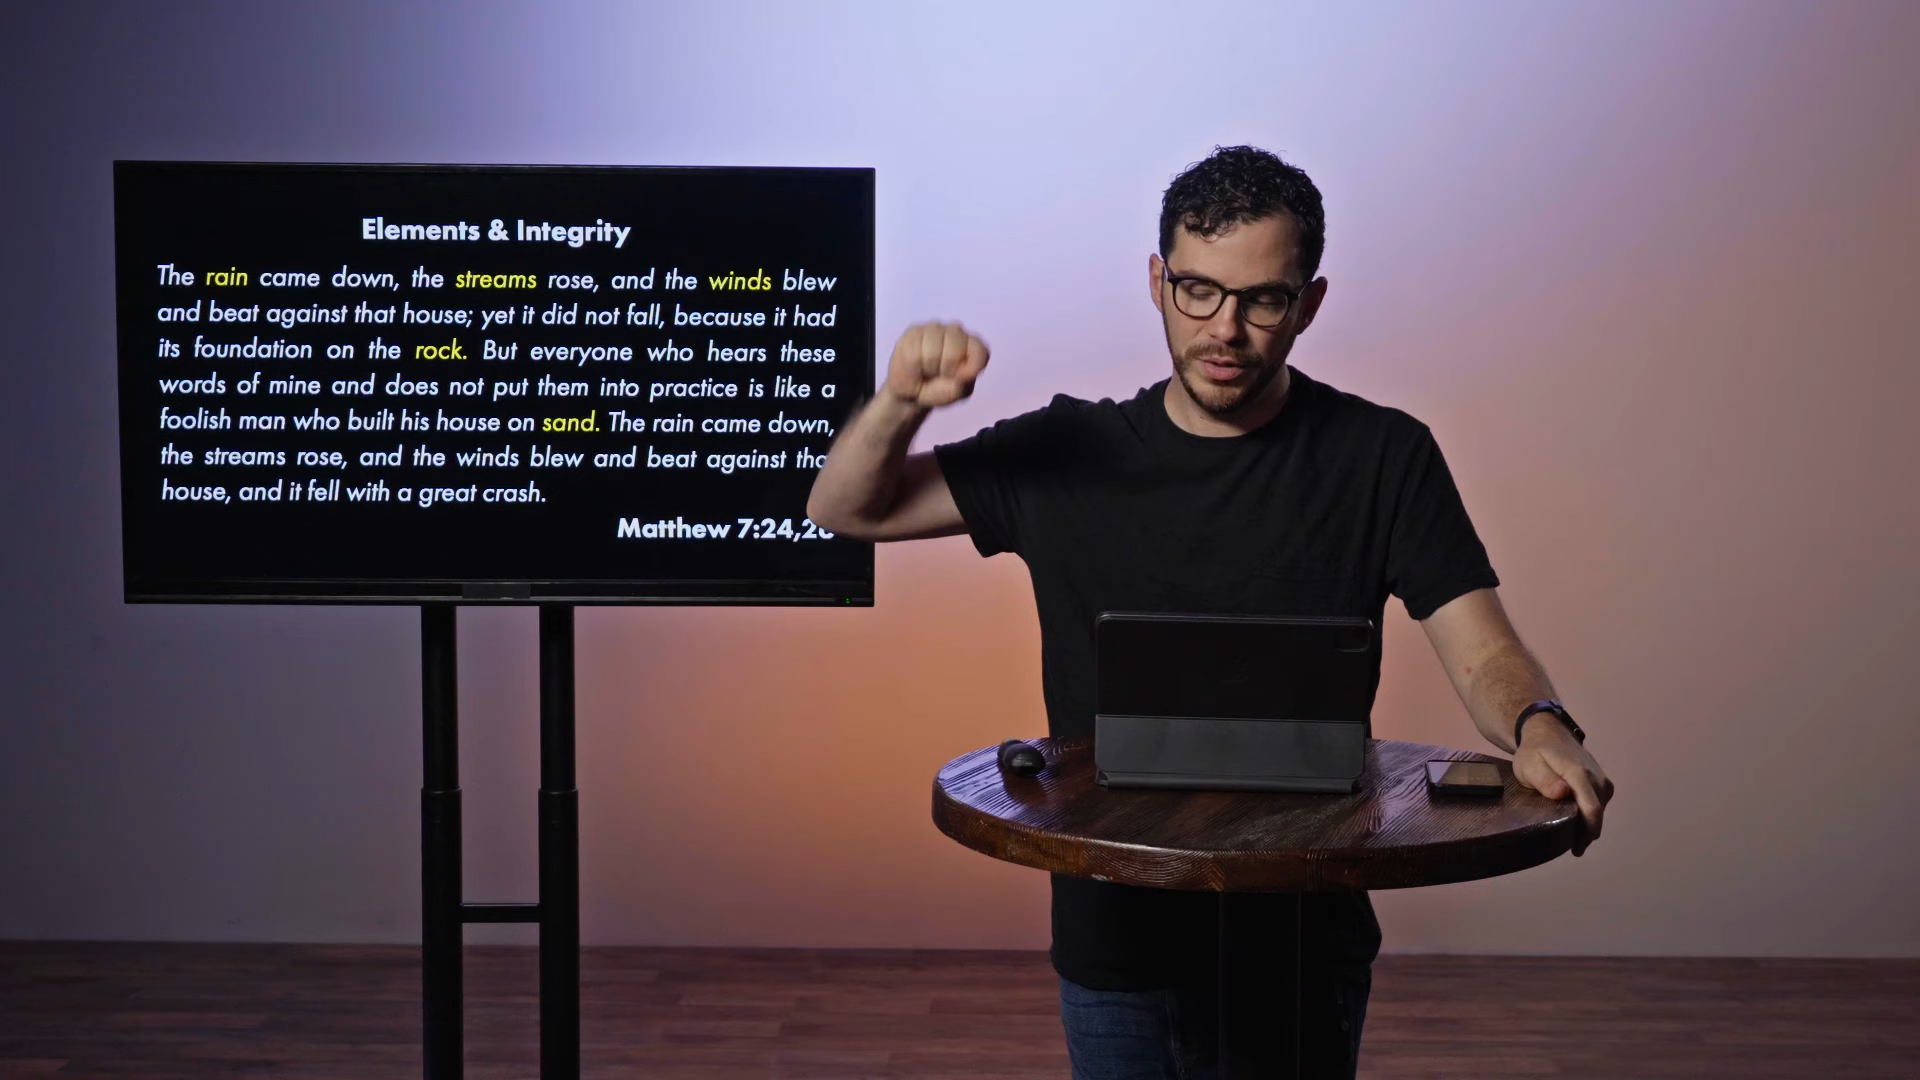 Elements & Integrity
The rain came down, the streams rose, and the winds blew
and beat against that house; yet it did not fall, because it had
its foundation on the rock. But everyone who hears these
words of mine and does not put them into practice is like a
foolish man who built his house on sand. The rain came down,
the streams rose, and the winds blew and beat against
house, and it fell with a great crash.
Matthew 7:24,